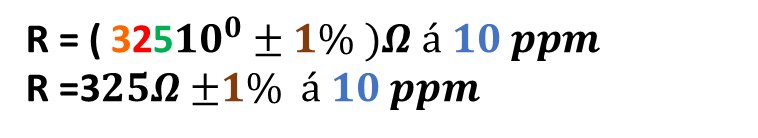 R = ( 32510⁰ ± 1% )Ω á 10 ppm
R =325Ω ±1% á 10 ppm